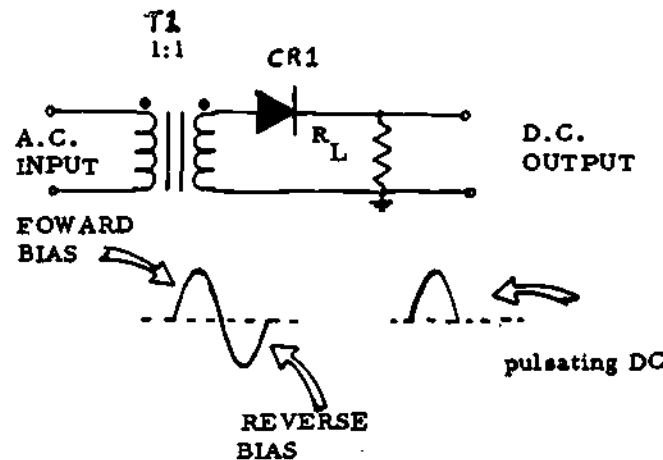 T1
1:1
CR1
A.C.
INPUT
R
L
D.C.
OUTPUT
FOWARD
BIAS
pulsating DC
REVERSE
BIAS